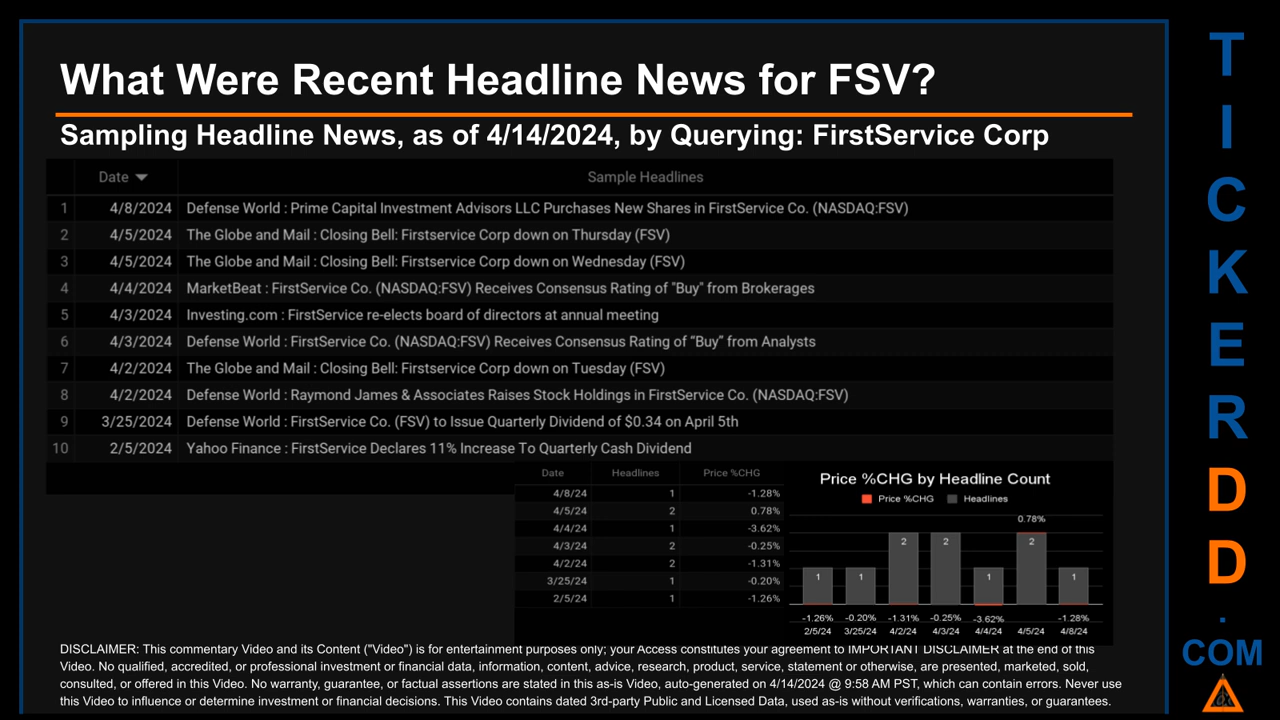 What Were Recent Headline News for FSV?
Sampling Headline News, as of 4/14/2024, by Querying: FirstService Corp
Date Sample Headlines
1 4/8/2024 Defense World : Prime Capital Investment Advisors LLC Purchases New Shares in FirstService Co. (NASDAQ:FSV)
2 4/5/2024 The Globe and Mail : Closing Bell: Firstservice Corp down on Thursday (FSV)
3 4/5/2024 The Globe and Mail : Closing Bell: Firstservice Corp down on Wednesday (FSV)
4 4/4/2024 MarketBeat : FirstService Co. (NASDAQ:FSV) Receives Consensus Rating of "Buy" from Brokerages
5 4/3/2024 Investing.com : FirstService re-elects board of directors at annual meeting
6 4/3/2024 Defense World : FirstService Co. (NASDAQ:FSV) Receives Consensus Rating of “Buy” from Analysts
7 4/2/2024 The Globe and Mail : Closing Bell: Firstservice Corp down on Tuesday (FSV)
8 4/2/2024 Defense World : Raymond James & Associates Raises Stock Holdings in FirstService Co. (NASDAQ:FSV)
9 3/25/2024 Defense World : FirstService Co. (FSV) to Issue Quarterly Dividend of $0.34 on April 5th
10 2/5/2024 Yahoo Finance : FirstService Declares 11% Increase To Quarterly Cash Dividend
Date Headlines Price %CHG
4/8/24 1 -1.28%
4/5/24 2 0.78%
4/4/24 1 -3.62%
4/3/24 2 -0.25%
4/2/24 2 -1.31%
3/25/24 1 -0.20%
2/5/24 1 -1.26%
Price %CHG by Headline Count
Price %CHG Headlines
0.78%
1 1 2 2 1 2 1
-1.26% -0.20% -1.31% -0.25% -3.62% -1.28%
2/5/24 3/25/24 4/2/24 4/3/24 4/4/24 4/5/24 4/8/24
DISCLAIMER: This commentary Video and its Content ("Video") is for entertainment purposes only; your Access constitutes your agreement to IMPORTANT DISCLAIMER at the end of this
Video. No qualified, accredited, or professional investment or financial data, information, content, advice, research, product, service, statement or otherwise, are presented, marketed, sold,
consulted, or offered in this Video. No warranty, guarantee, or factual assertions are stated in this as-is Video, auto-generated on 4/14/2024 @ 9:58 AM PST, which can contain errors. Never use
this Video to influence or determine investment or financial decisions. This Video contains dated 3rd-party Public and Licensed Data, used as-is without verifications, warranties, or guarantees.
TICKERDD
.
COM